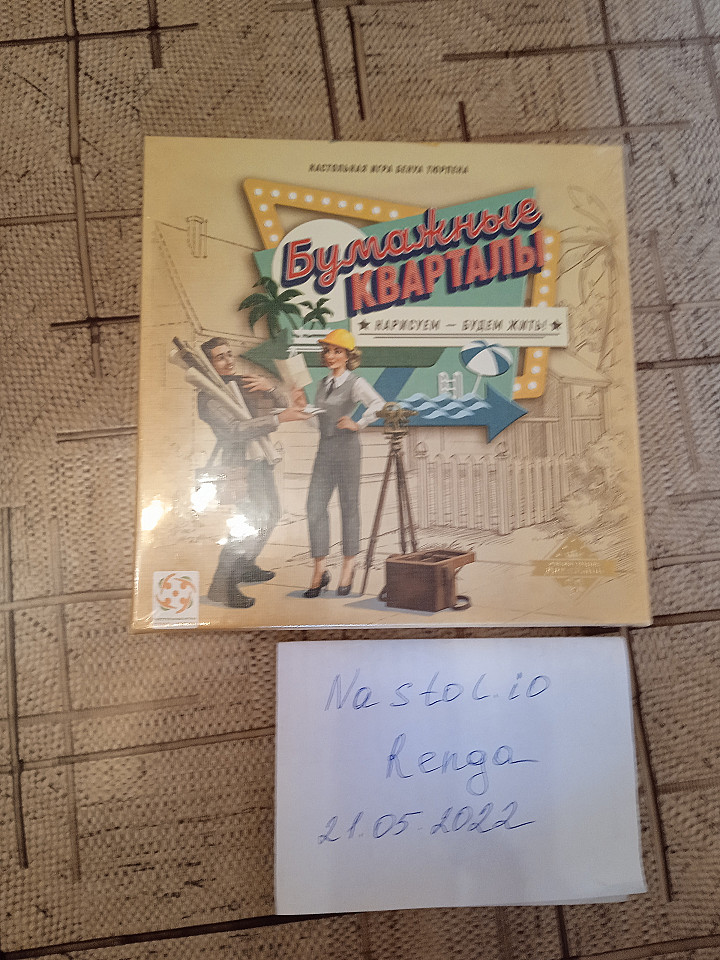 НАСТОЛЬНАЯ ИГРА БЕНУА ТЮРПЕНА
Бумажные
КВАРТАЛЫ
★ НАРИСУЕМ — БУДЕМ ЖИТЬ! ★
Nastol.io
Renga
21.05.2022